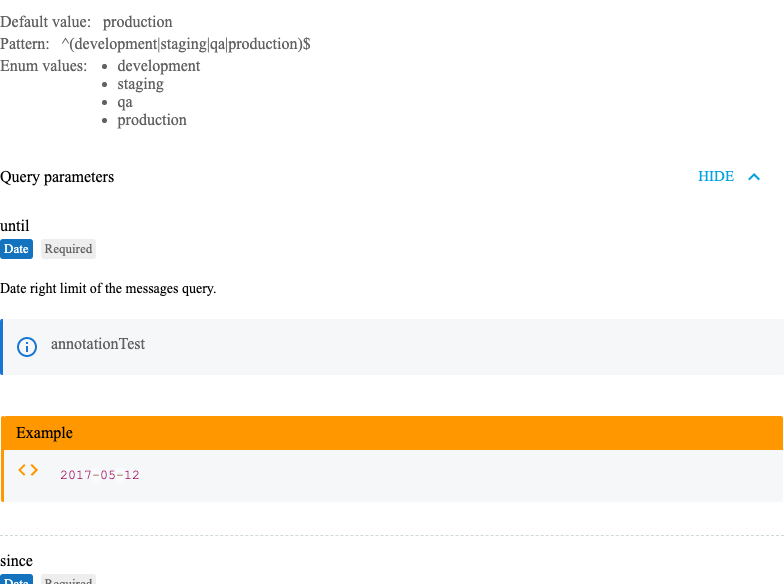 Default value: production
Pattern: ^(development|staging|qa|production)$
Enum values: • development
• staging
• qa
• production
Query parameters HIDE
until
Date Required
Date right limit of the messages query.
annotationTest
Example
2017-05-12
since
Date Required